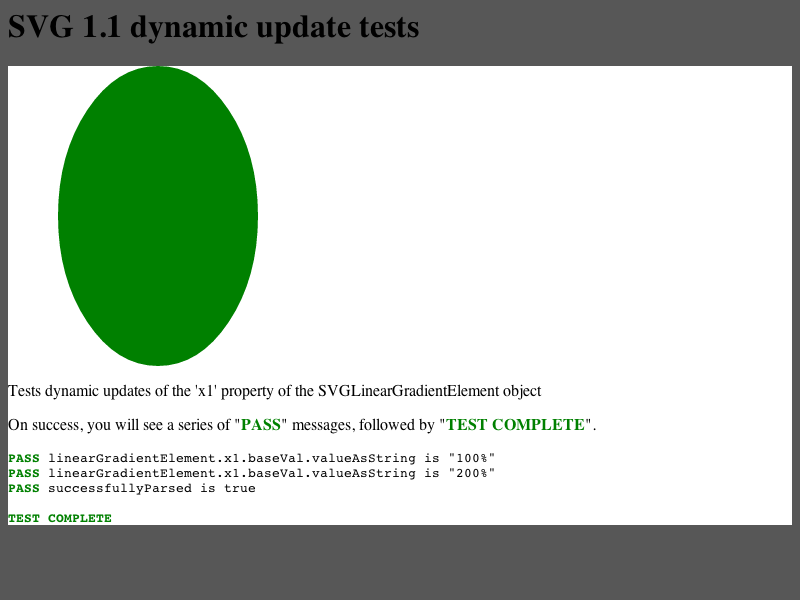 SVG 1.1 dynamic update tests
Tests dynamic updates of the 'x1' property of the SVGLinearGradientElement object
On success, you will see a series of "PASS" messages, followed by "TEST COMPLETE".
PASS linearGradientElement.x1.baseVal.valueAsString is "100%"
PASS linearGradientElement.x1.baseVal.valueAsString is "200%"
PASS successfullyParsed is true
TEST COMPLETE